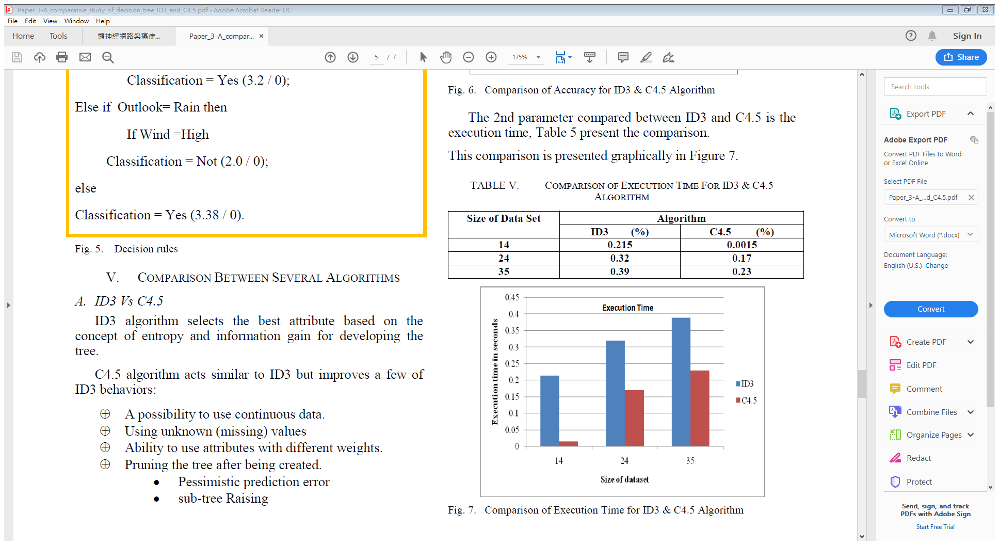 Paper_3-A_comparative_study_of_decision_tree_ID3_and_C4.5.pdf - Adobe Acrobat Reader DC
File Edit View Window Help
Home Tools 類神經網路與癌症... Paper_3-A_compar... Sign In
5 / 7 175% Share
Classification = Yes (3.2 / 0);
Else if Outlook= Rain then
If Wind =High
Classification = Not (2.0 / 0);
else
Classification = Yes (3.38 / 0).
Fig. 5. Decision rules
V. COMPARISON BETWEEN SEVERAL ALGORITHMS
A. ID3 Vs C4.5
ID3 algorithm selects the best attribute based on the
concept of entropy and information gain for developing the
tree.
C4.5 algorithm acts similar to ID3 but improves a few of
ID3 behaviors:
A possibility to use continuous data.
Using unknown (missing) values
Ability to use attributes with different weights.
Pruning the tree after being created.
• Pessimistic prediction error
• sub-tree Raising
Fig. 6. Comparison of Accuracy for ID3 & C4.5 Algorithm
The 2nd parameter compared between ID3 and C4.5 is the
execution time, Table 5 present the comparison.
This comparison is presented graphically in Figure 7.
TABLE V. COMPARISON OF EXECUTION TIME FOR ID3 & C4.5
ALGORITHM
Size of Data Set Algorithm
ID3 (%) C4.5 (%)
14 0.215 0.0015
24 0.32 0.17
35 0.39 0.23
Execution Time
Execution time in seconds
0.45
0.4
0.35
0.3
0.25
0.2
0.15
0.1
0.05
0
14 24 35
Size of dataset
ID3
C4.5
Fig. 7. Comparison of Execution Time for ID3 & C4.5 Algorithm
Search tools
Export PDF
Adobe Export PDF
Convert PDF Files to Word
or Excel Online
Select PDF File
Paper_3-A_...d_C4.5.pdf
Convert to
Microsoft Word (*.docx)
Document Language:
English (U.S.) Change
Convert
Create PDF
Edit PDF
Comment
Combine Files
Organize Pages
Redact
Protect
Send, sign, and track
PDFs with Adobe Sign
Start Free Trial